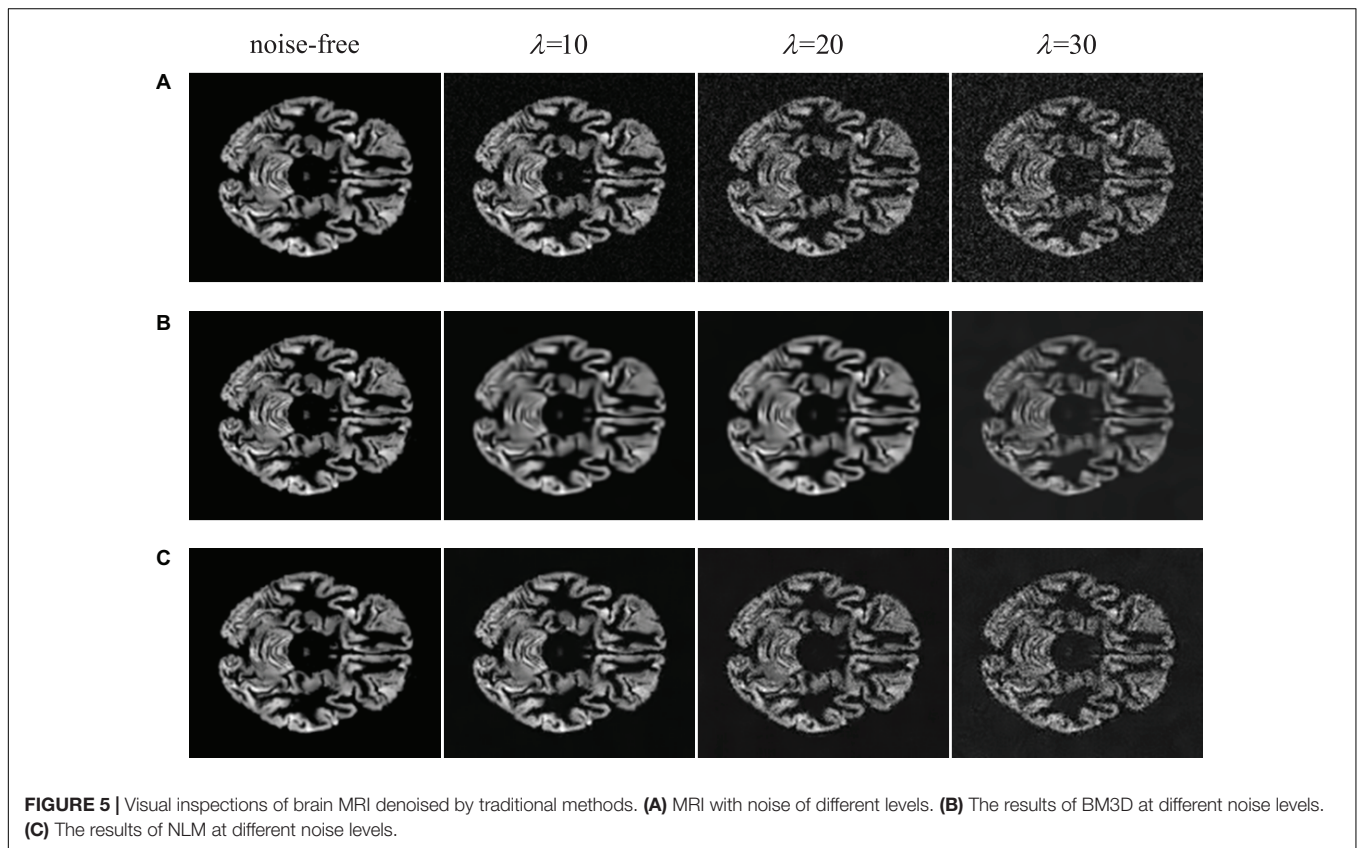 noise-free λ=10 λ=20 λ=30
A
B
C
FIGURE 5 | Visual inspections of brain MRI denoised by traditional methods. (A) MRI with noise of different levels. (B) The results of BM3D at different noise levels.
(C) The results of NLM at different noise levels.